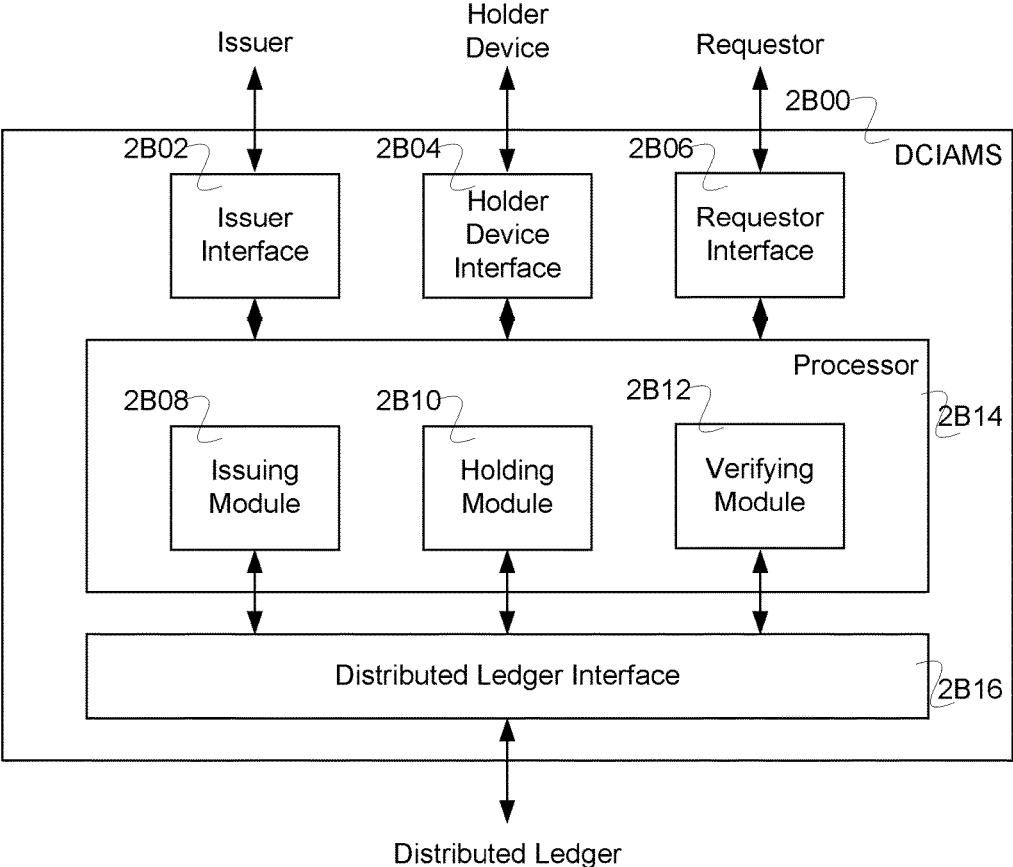 Holder
Device
Issuer
Requestor
2B00
DCIAMS
2B02
2B04
2B06
Issuer
Interface
Holder
Device
Interface
Requestor
Interface
Processor
2B08
2B10
2B12
2B14
Issuing
Module
Holding
Module
Verifying
Module
Distributed Ledger Interface
2B16
Distributed Ledger